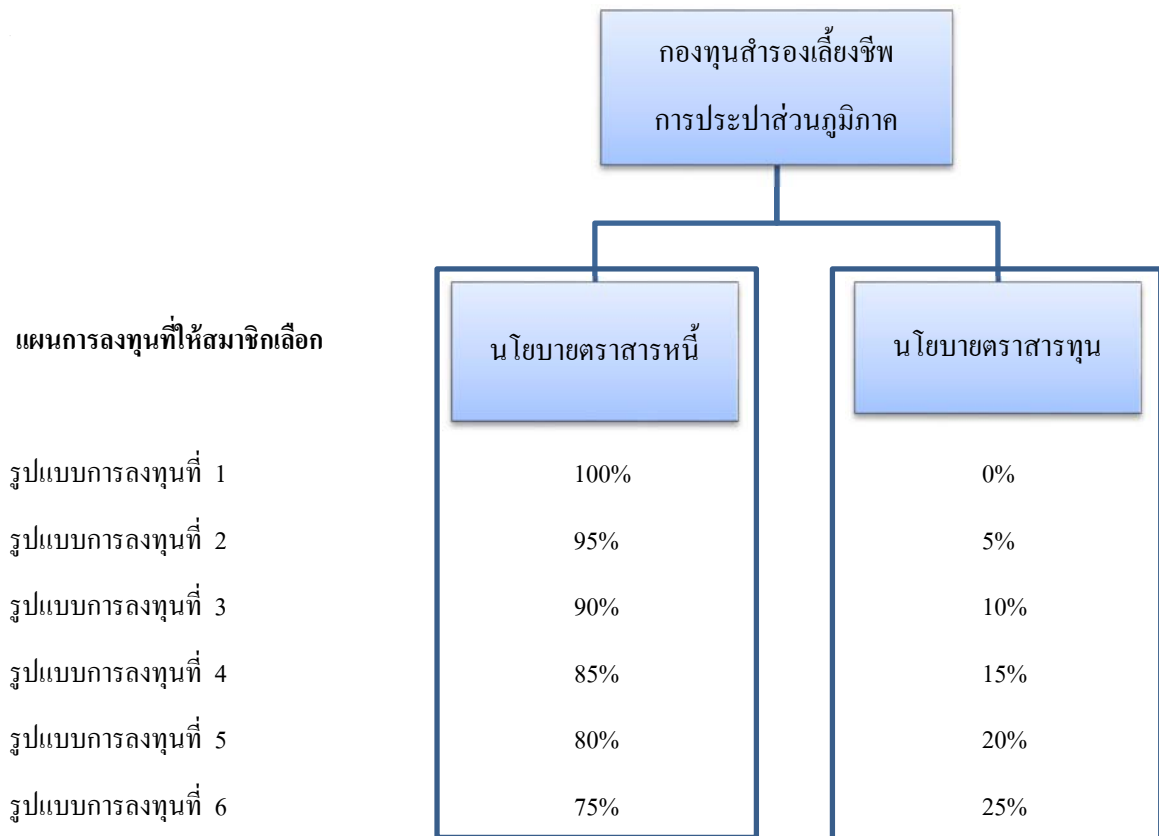 กองทุนสำรองเลี้ยงชีพ
การประปาส่วนภูมิภาค
แผนการลงทุนที่ให้สมาชิกเลือก
นโยบายตราสารหนี้
นโยบายตราสารทุน
รูปแบบการลงทุนที่ 1 100% 0%
รูปแบบการลงทุนที่ 2 95% 5%
รูปแบบการลงทุนที่ 3 90% 10%
รูปแบบการลงทุนที่ 4 85% 15%
รูปแบบการลงทุนที่ 5 80% 20%
รูปแบบการลงทุนที่ 6 75% 25%